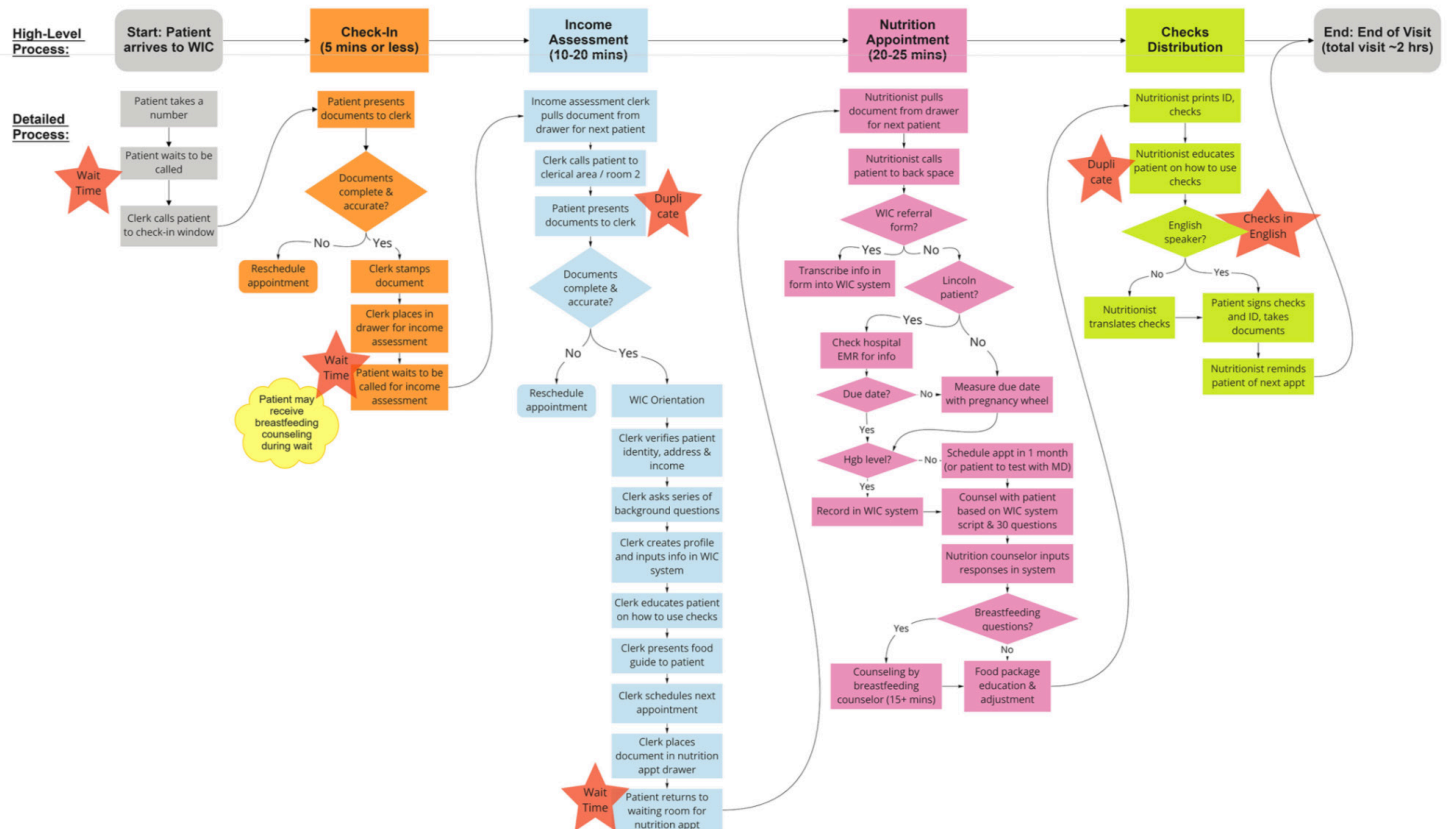 High-Level
Process:
Start: Patient
arrives to WIC
Check-In
(5 mins or less)
Income
Assessment
(10-20 mins)
Nutrition
Appointment
(20-25 mins)
Checks
Distribution
End: End of Visit
(total visit ~2 hrs)
Detailed
Process:
Patient takes a
number
Patient waits to be
called
Wait
Time
Clerk calls patient
to check-in window
Patient presents
documents to clerk
Documents
complete &
accurate?
No
Yes
Reschedule
appointment
Clerk stamps
document
Clerk places in
drawer for income
assessment
Wait
Time
Patient waits to be
called for income
assessment
Patient may
receive
breastfeeding
counseling
during wait
Income assessment clerk
pulls document from
drawer for next patient
Clerk calls patient to
clerical area / room 2
Patient presents
documents to clerk
Dupli
cate
Documents
complete &
accurate?
No
Yes
Reschedule
appointment
WIC Orientation
Clerk verifies patient
identity, address &
income
Clerk asks series of
background questions
Clerk creates profile
and inputs info in WIC
system
Clerk educates patient
on how to use checks
Clerk presents food
guide to patient
Clerk schedules next
appointment
Clerk places
document in nutrition
appt drawer
Wait
Time
Patient returns to
waiting room for
nutrition appt
Nutritionist pulls
document from drawer
for next patient
Nutritionist calls
patient to back space
WIC referral
form?
Yes
No
Transcribe info in
form into WIC system
Lincoln
patient?
Yes
No
Check hospital
EMR for info
Due date?
No
Measure due date
with pregnancy wheel
Yes
Hgb level?
No
Schedule appt in 1 month
(or patient to test with MD)
Yes
Record in WIC system
Counsel with patient
based on WIC system
script & 30 questions
Nutrition counselor inputs
responses in system
Breastfeeding
questions?
Yes
No
Counseling by
breastfeeding
counselor (15+ mins)
Food package
education &
adjustment
Nutritionist prints ID,
checks
Dupli
cate
Nutritionist educates
patient on how to use
checks
English
speaker?
Checks in
English
No
Yes
Nutritionist
translates checks
Patient signs checks
and ID, takes
documents
Nutritionist reminds
patient of next appt